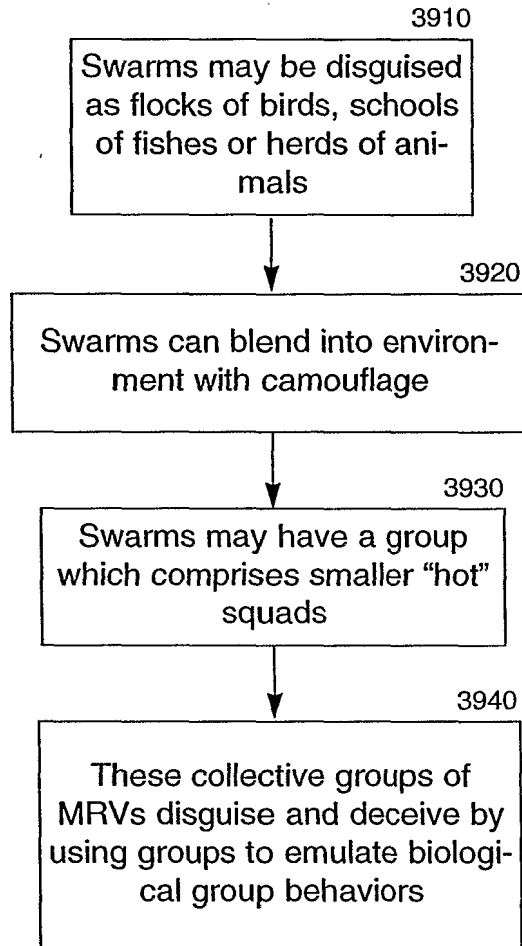 3910
Swarms may be disguised
as flocks of birds, schools
of fishes or herds of ani-
mals
3920
Swarms can blend into environ-
ment with camouflage
3930
Swarms may have a group
which comprises smaller “hot”
squads
3940
These collective groups of
MRVs disguise and deceive by
using groups to emulate biologi-
cal group behaviors